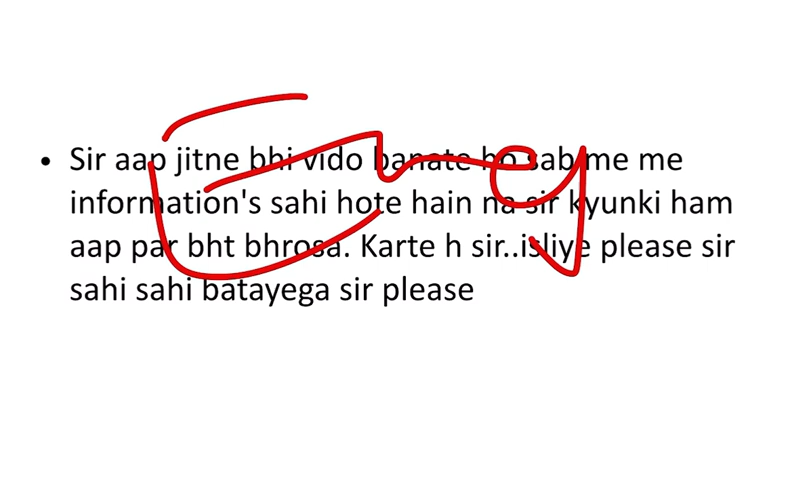 • Sir aap jitne bhi vido banate ho sab me me
information's sahi hote hain na sir kyunki ham
aap par bht bhrosa. Karte h sir..isliye please sir
sahi sahi batayega sir please